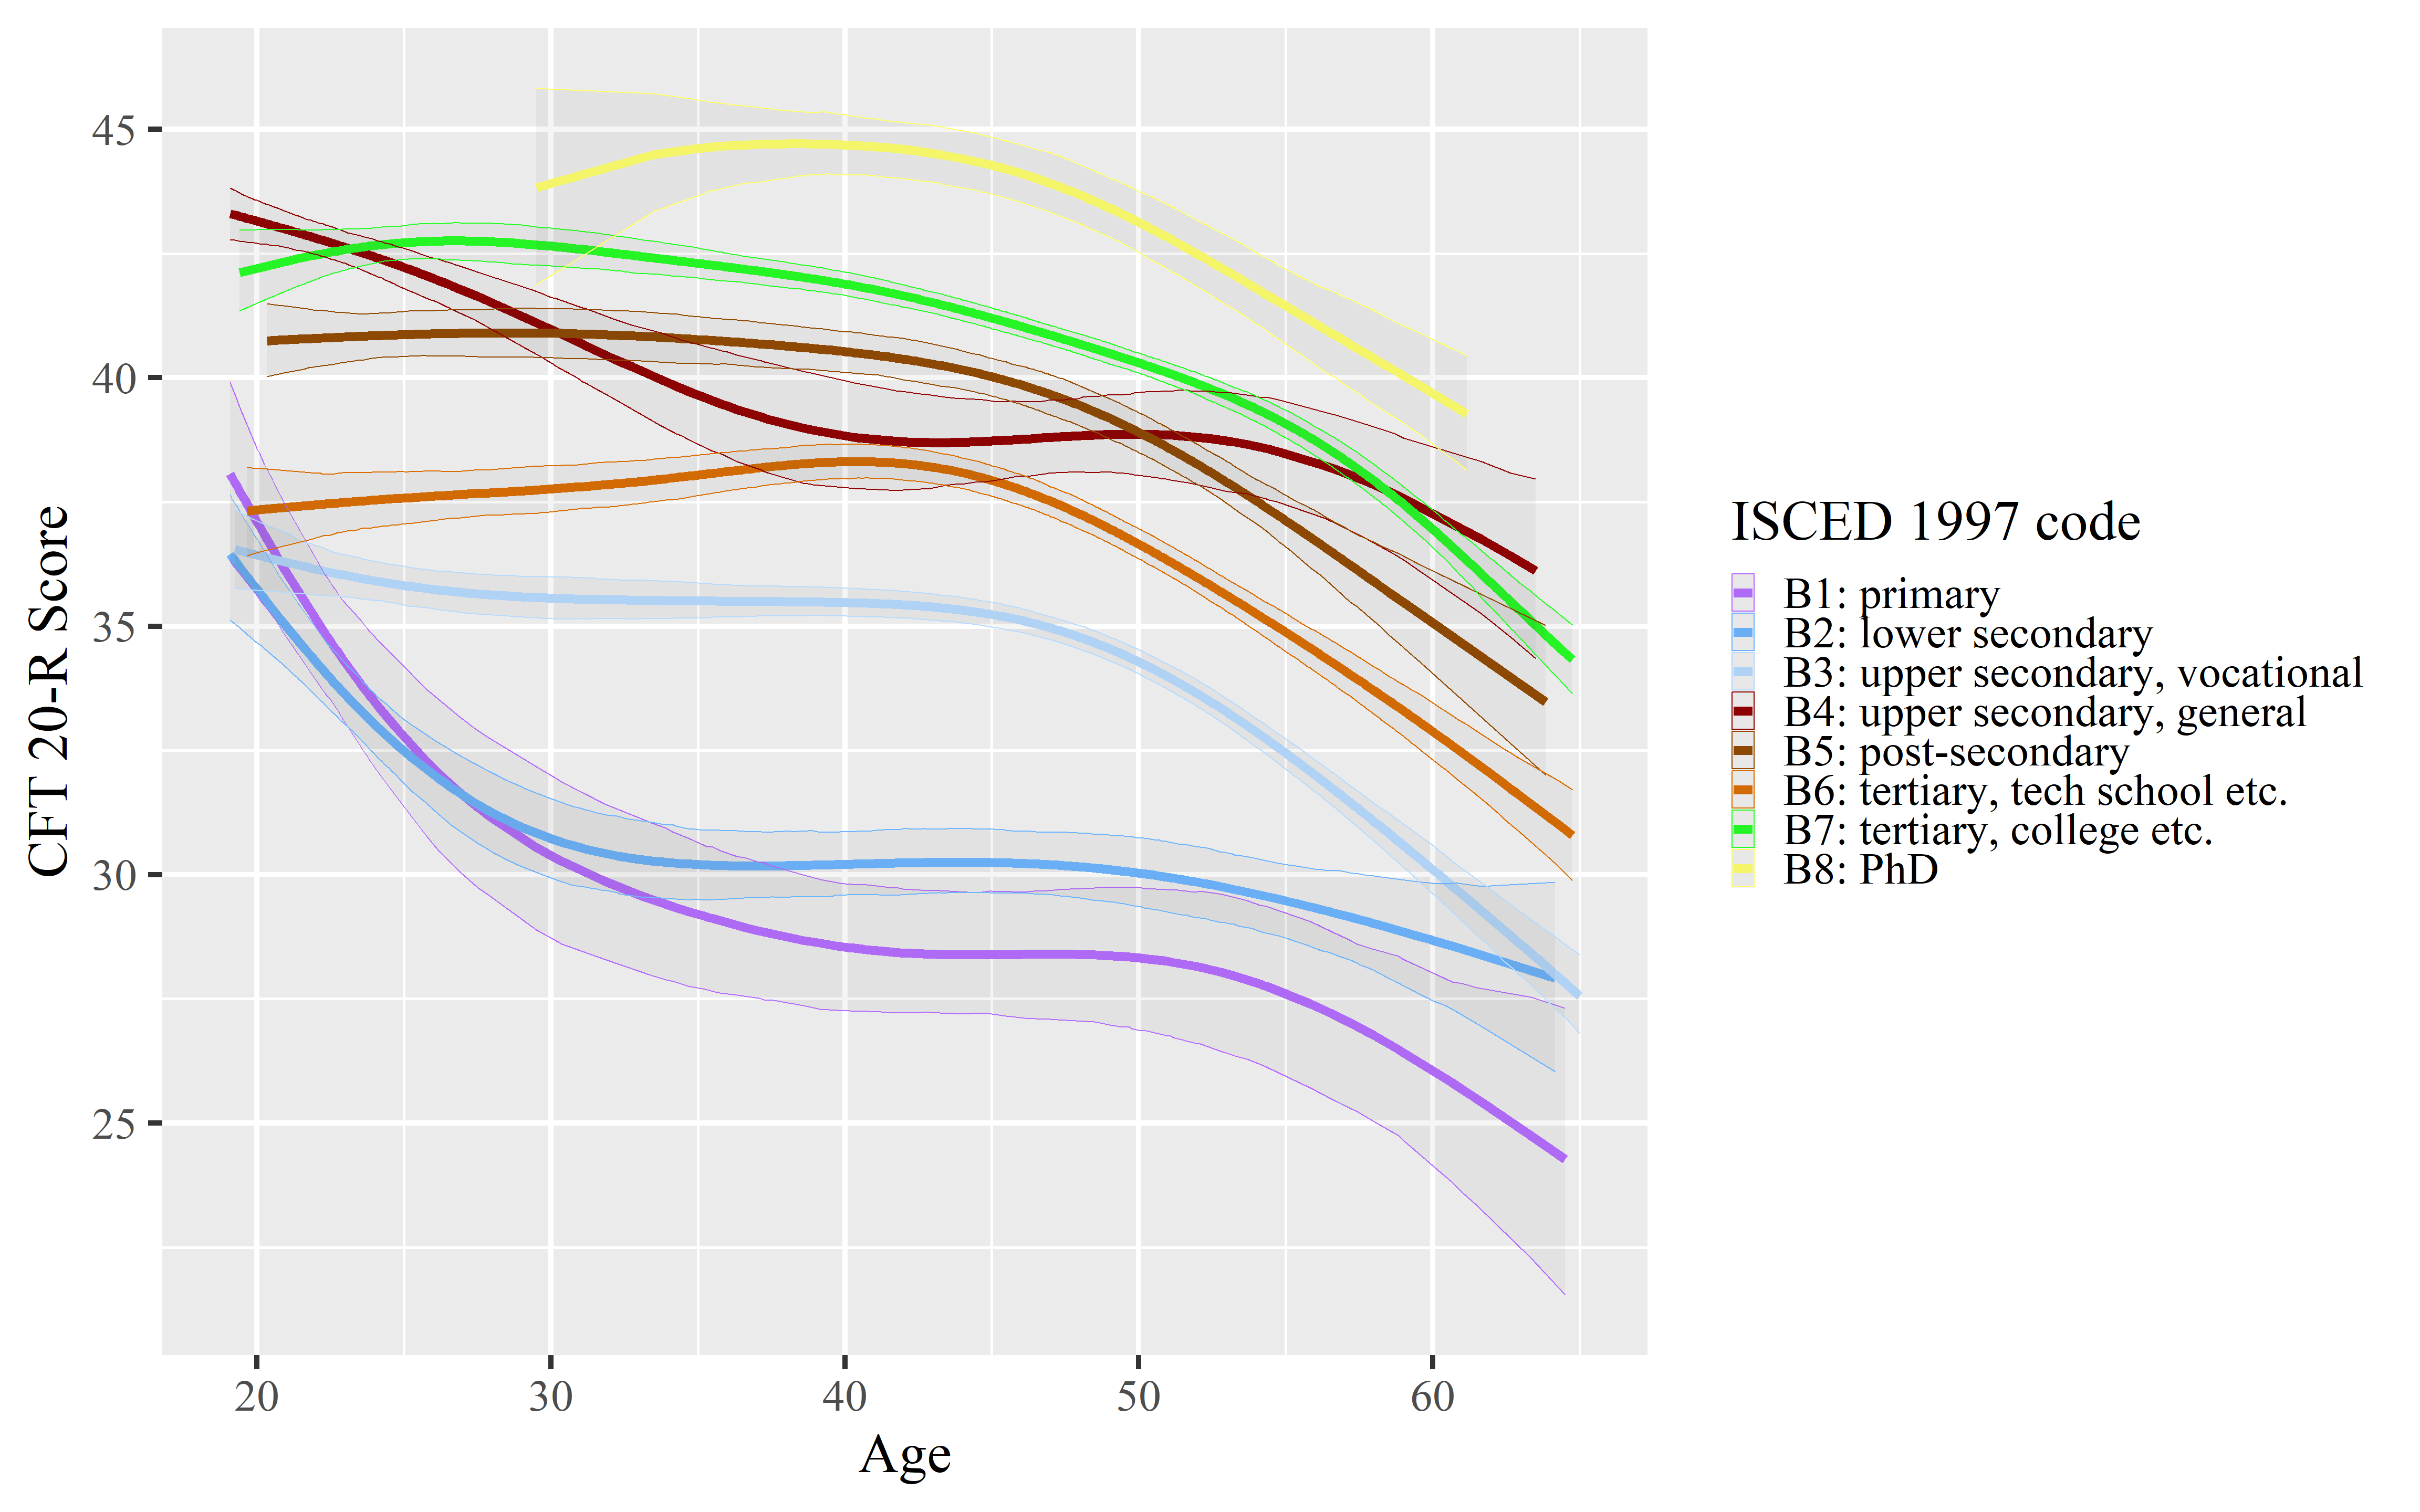 CFT 20-R Score
45
40
35
30
25
20 30 40 50 60
Age
ISCED 1997 code
B1: primary
B2: lower secondary
B3: upper secondary, vocational
B4: upper secondary, general
B5: post-secondary
B6: tertiary, tech school etc.
B7: tertiary, college etc.
B8: PhD